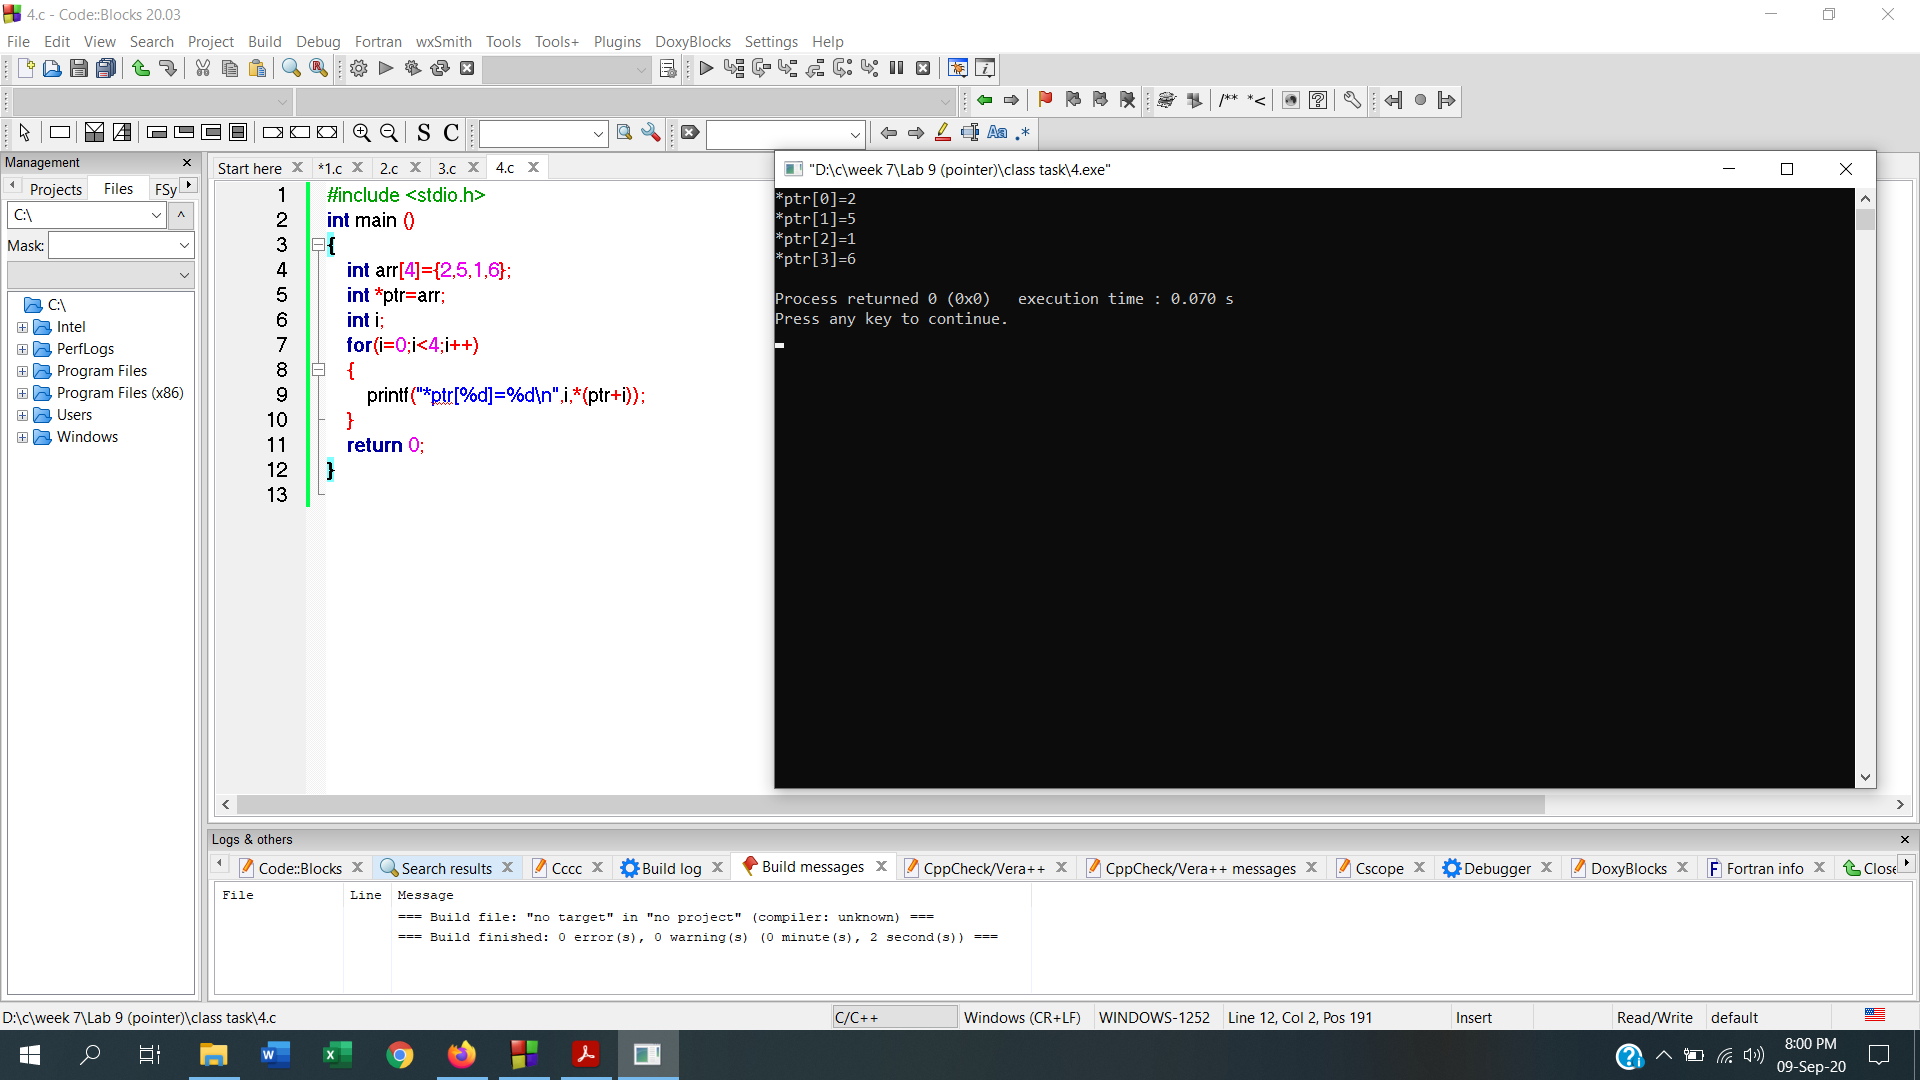 4.c - Code::Blocks 20.03
File Edit View Search Project Build Debug Fortran wxSmith Tools Tools+ Plugins DoxyBlocks Settings Help
/** *<
S C
Aa .*
Management
Projects Files FSy
C:\
Mask:
C:\
Intel
PerfLogs
Program Files
Program Files (x86)
Users
Windows
Start here *1.c 2.c 3.c 4.c
1 #include <stdio.h>
2 int main ()
3 {
4 int arr[4]={2,5,1,6};
5 int *ptr=arr;
6 int i;
7 for(i=0;i<4;i++)
8 {
9 printf("*ptr[%d]=%d\n",i,*(ptr+i));
10 }
11 return 0;
12 }
13
"D:\c\week 7\Lab 9 (pointer)\class task\4.exe"
*ptr[0]=2
*ptr[1]=5
*ptr[2]=1
*ptr[3]=6
Process returned 0 (0x0)   execution time : 0.070 s
Press any key to continue.
Logs & others
Code::Blocks Search results Cccc Build log Build messages CppCheck/Vera++ CppCheck/Vera++ messages Cscope Debugger DoxyBlocks Fortran info Close
File Line Message
=== Build file: "no target" in "no project" (compiler: unknown) ===
=== Build finished: 0 error(s), 0 warning(s) (0 minute(s), 2 second(s)) ===
D:\c\week 7\Lab 9 (pointer)\class task\4.c C/C++ Windows (CR+LF) WINDOWS-1252 Line 12, Col 2, Pos 191 Insert Read/Write default
8:00 PM
09-Sep-20